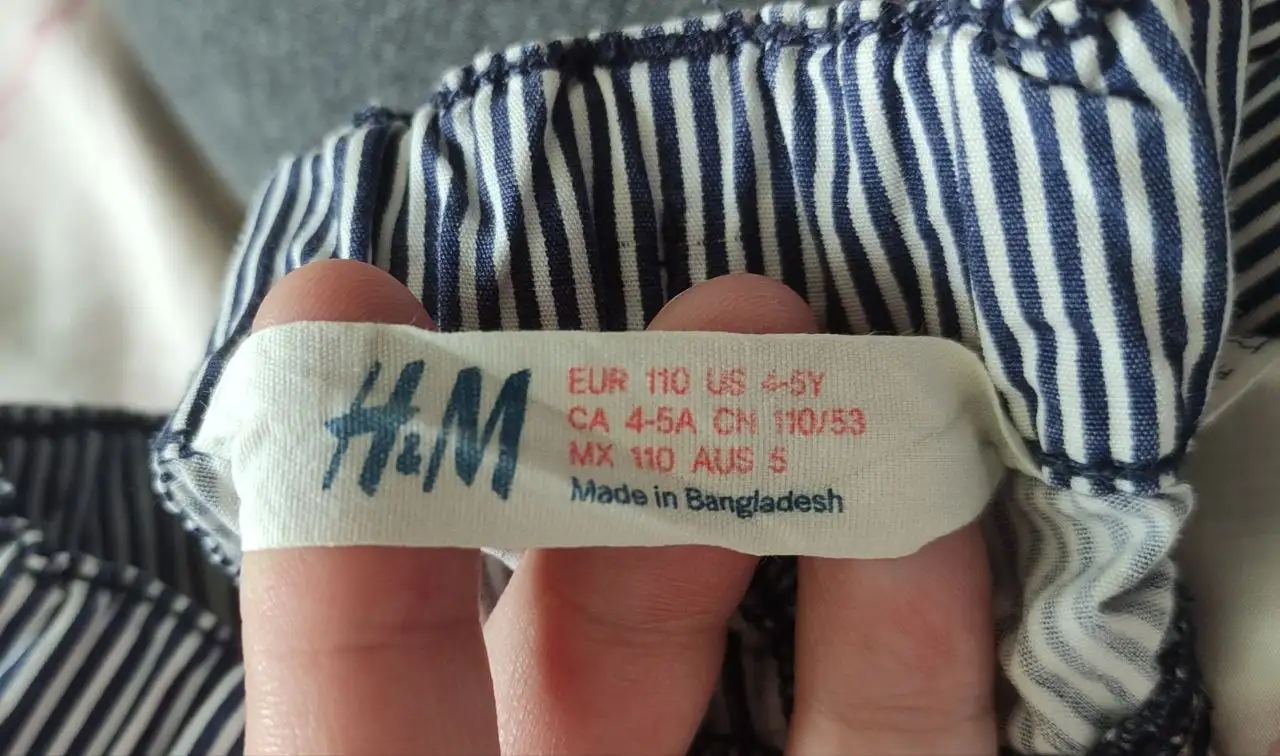 H&M
EUR 110 US 4-5Y
CA 4-5A CN 110/53
MX 110 AUS 5
Made in Bangladesh